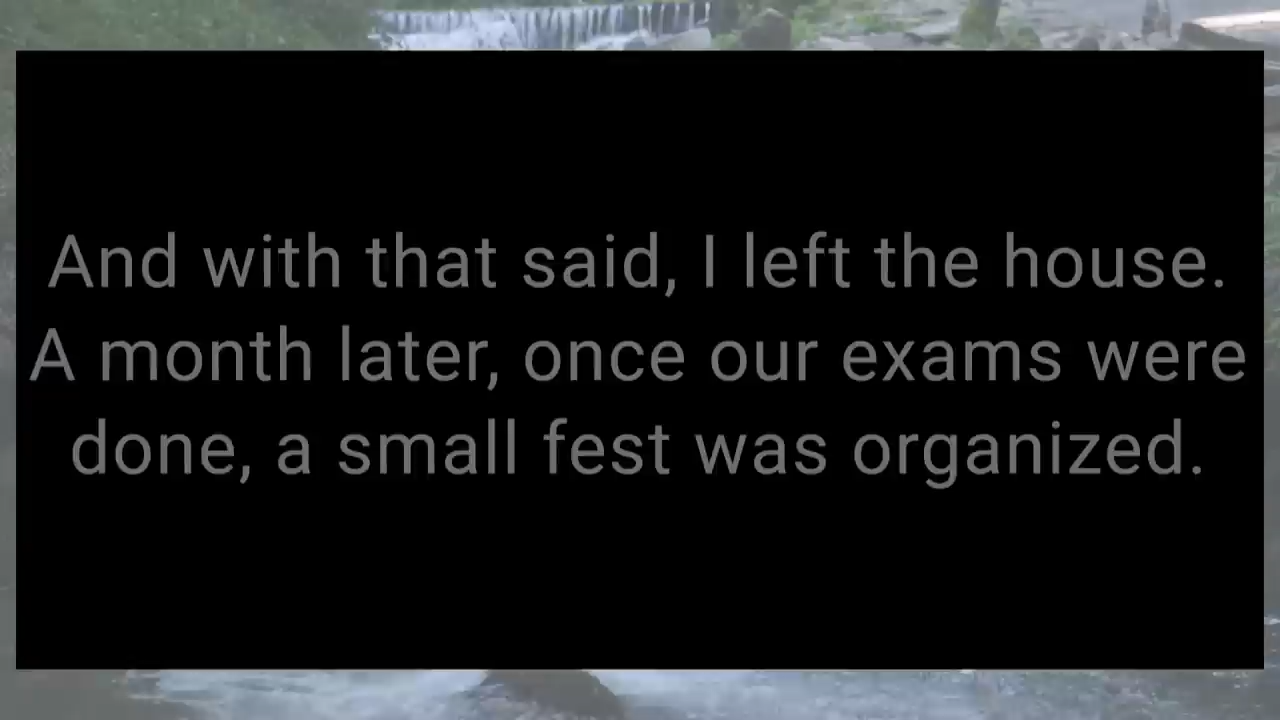 And with that said, I left the house.
A month later, once our exams were
done, a small fest was organized.